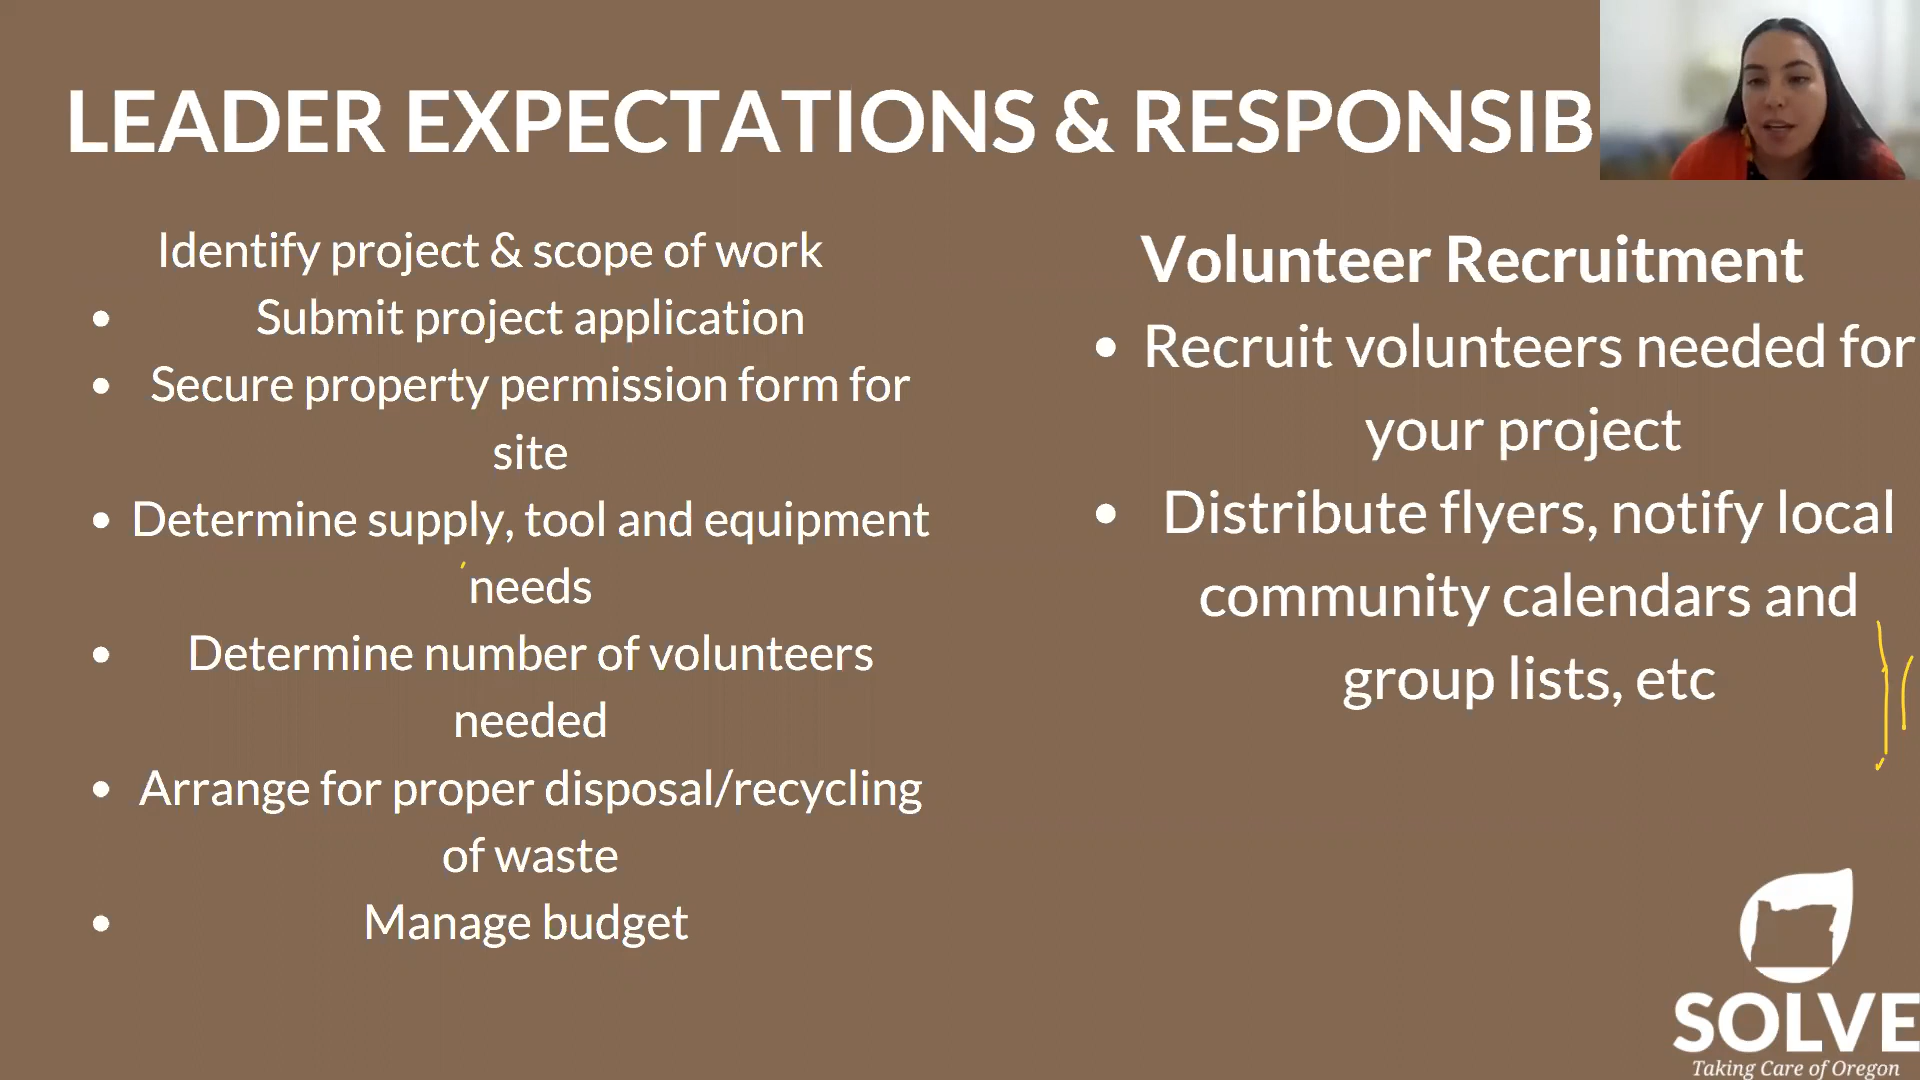 LEADER EXPECTATIONS & RESPONSIB
Identify project & scope of work
• Submit project application
• Secure property permission form for
site
• Determine supply, tool and equipment
needs
• Determine number of volunteers
needed
• Arrange for proper disposal/recycling
of waste
• Manage budget
Volunteer Recruitment
• Recruit volunteers needed for
your project
• Distribute flyers, notify local
community calendars and
group lists, etc
SOLVE
Taking Care of Oregon